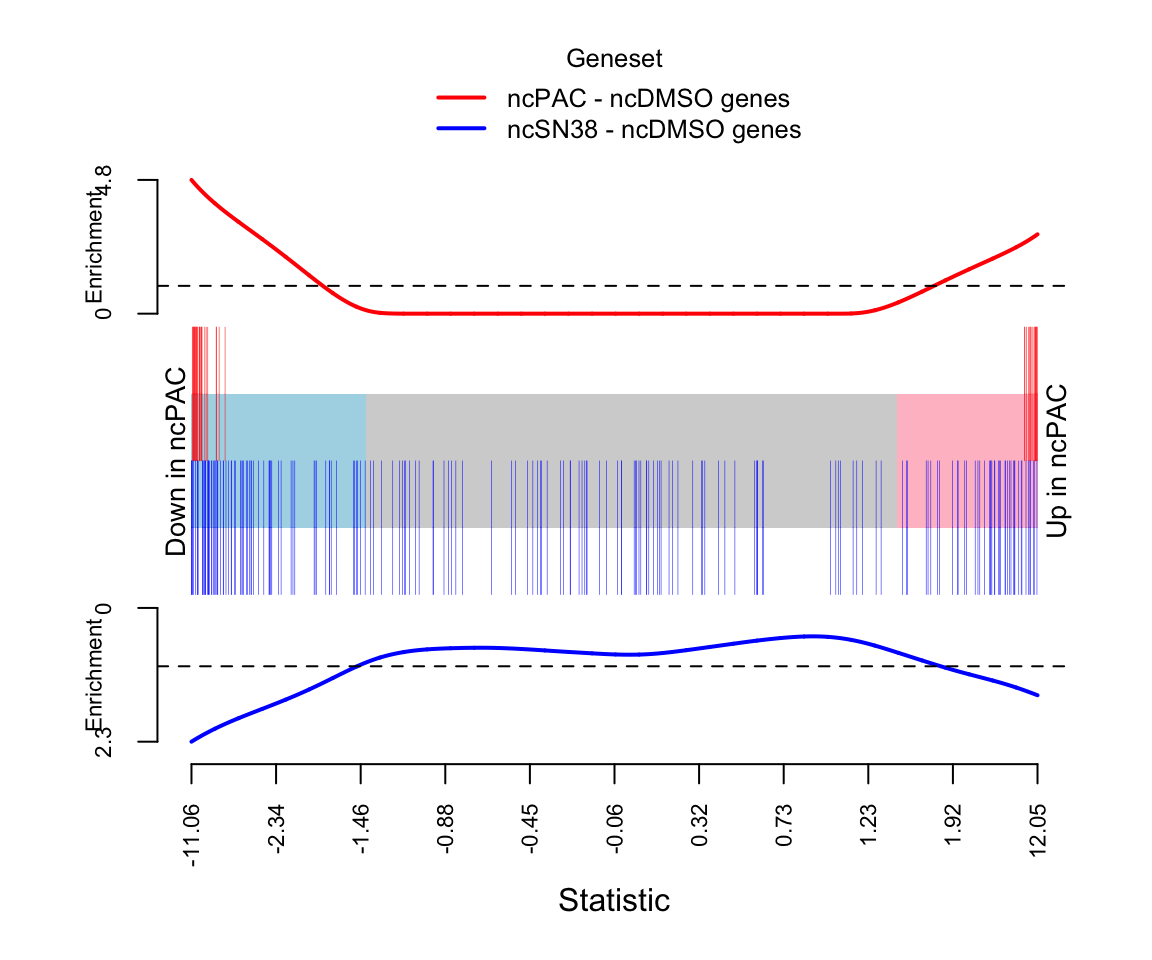 Geneset
ncPAC - ncDMSO genes
ncSN38 - ncDMSO genes
4.8
Enrichment
0
Down in ncPAC
Up in ncPAC
0
Enrichment
2.3
-11.06 -2.34 -1.46 -0.88 -0.45 -0.06 0.32 0.73 1.23 1.92 12.05
Statistic